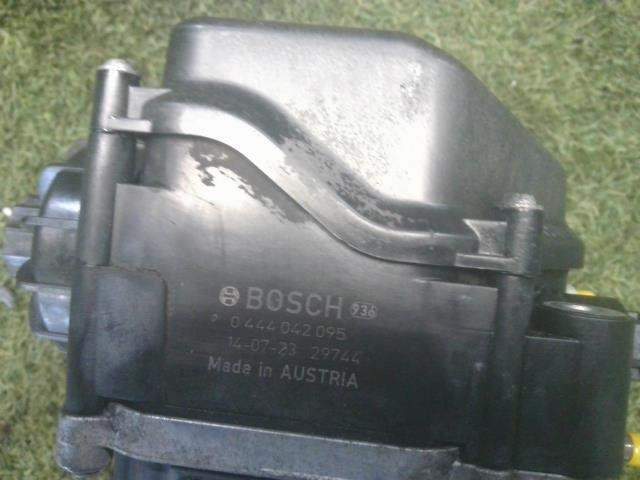 BOSCH 936
0 444 042 095
14-07-23 29744
Made in AUSTRIA